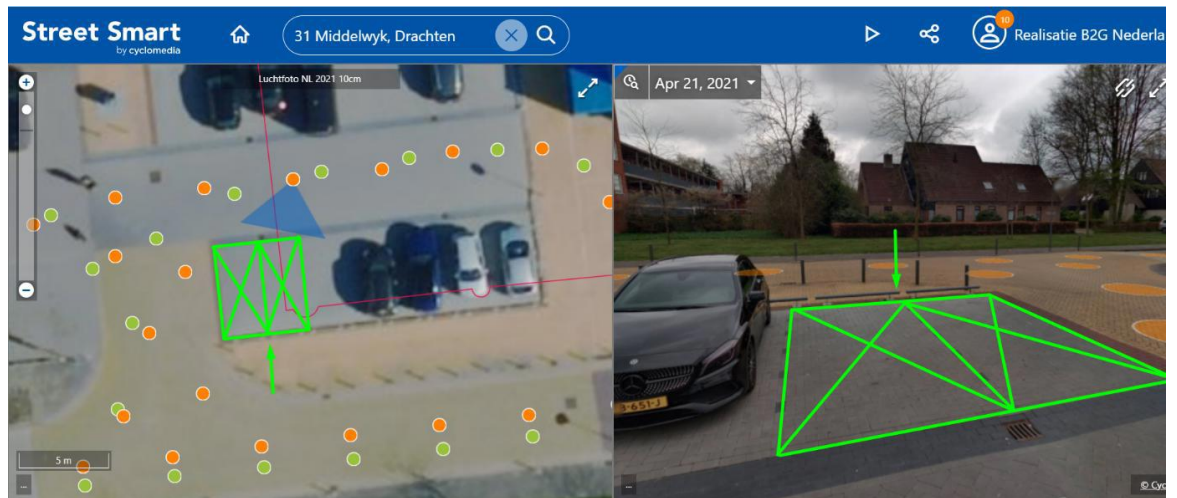 Street Smart
by cyclomedia
31 Middelwyk, Drachten
10
Realisatie B2G Nederla
Luchtfoto NL 2021 10cm
Apr 21, 2021
3-651-J
5 m
...
...
© Cyc